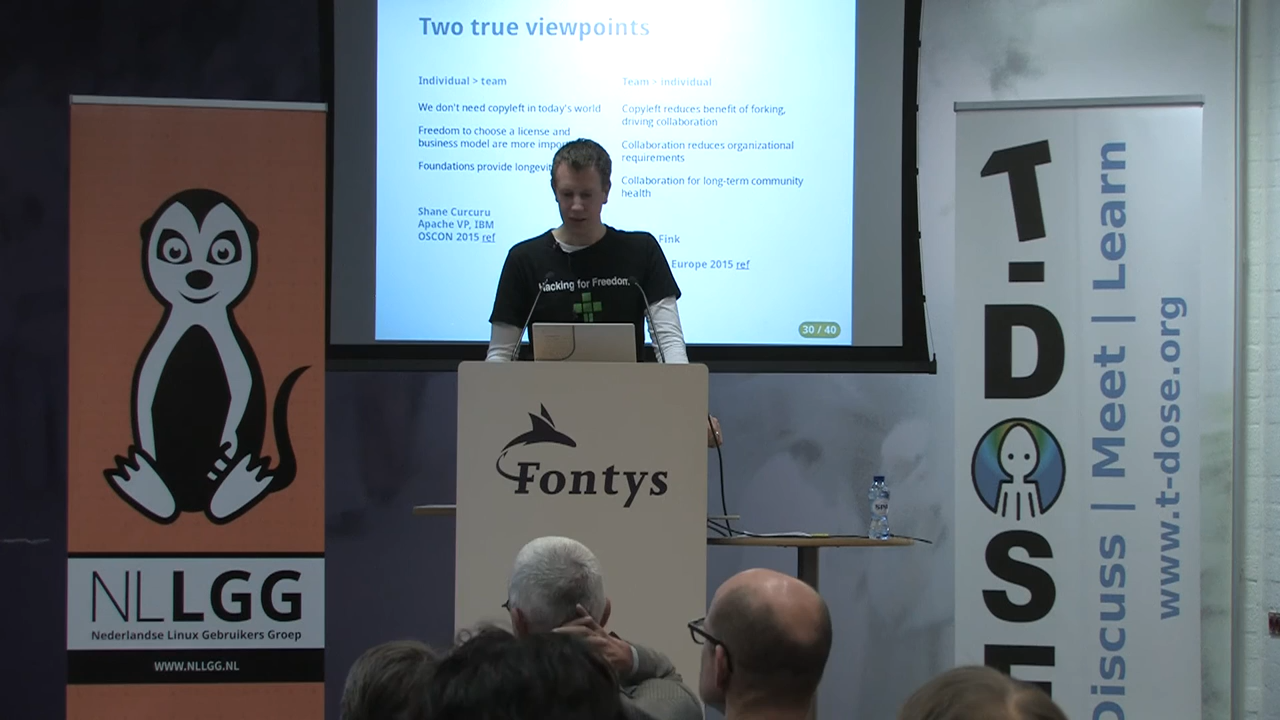 Two true viewpoints
Individual > team
We don't need copyleft in today's world
Freedom to choose a license and
business model are more
Foundations provide
Shane Curcuru
Apache VP, IBM
OSCON 2015 ref
Team > individual
Copyleft reduces benefit of forking,
driving collaboration
Collaboration reduces organizational
requirements
Collaboration for long-term community
health
Fink
Europe 2015 ref
30 / 40
Hacking for Freedom.
Fontys
NLLGG
Nederlandse Linux Gebruikers Groep
WWW.NLLGG.NL
T-DOSE
Discuss | Meet | Learn
www.t-dose.org